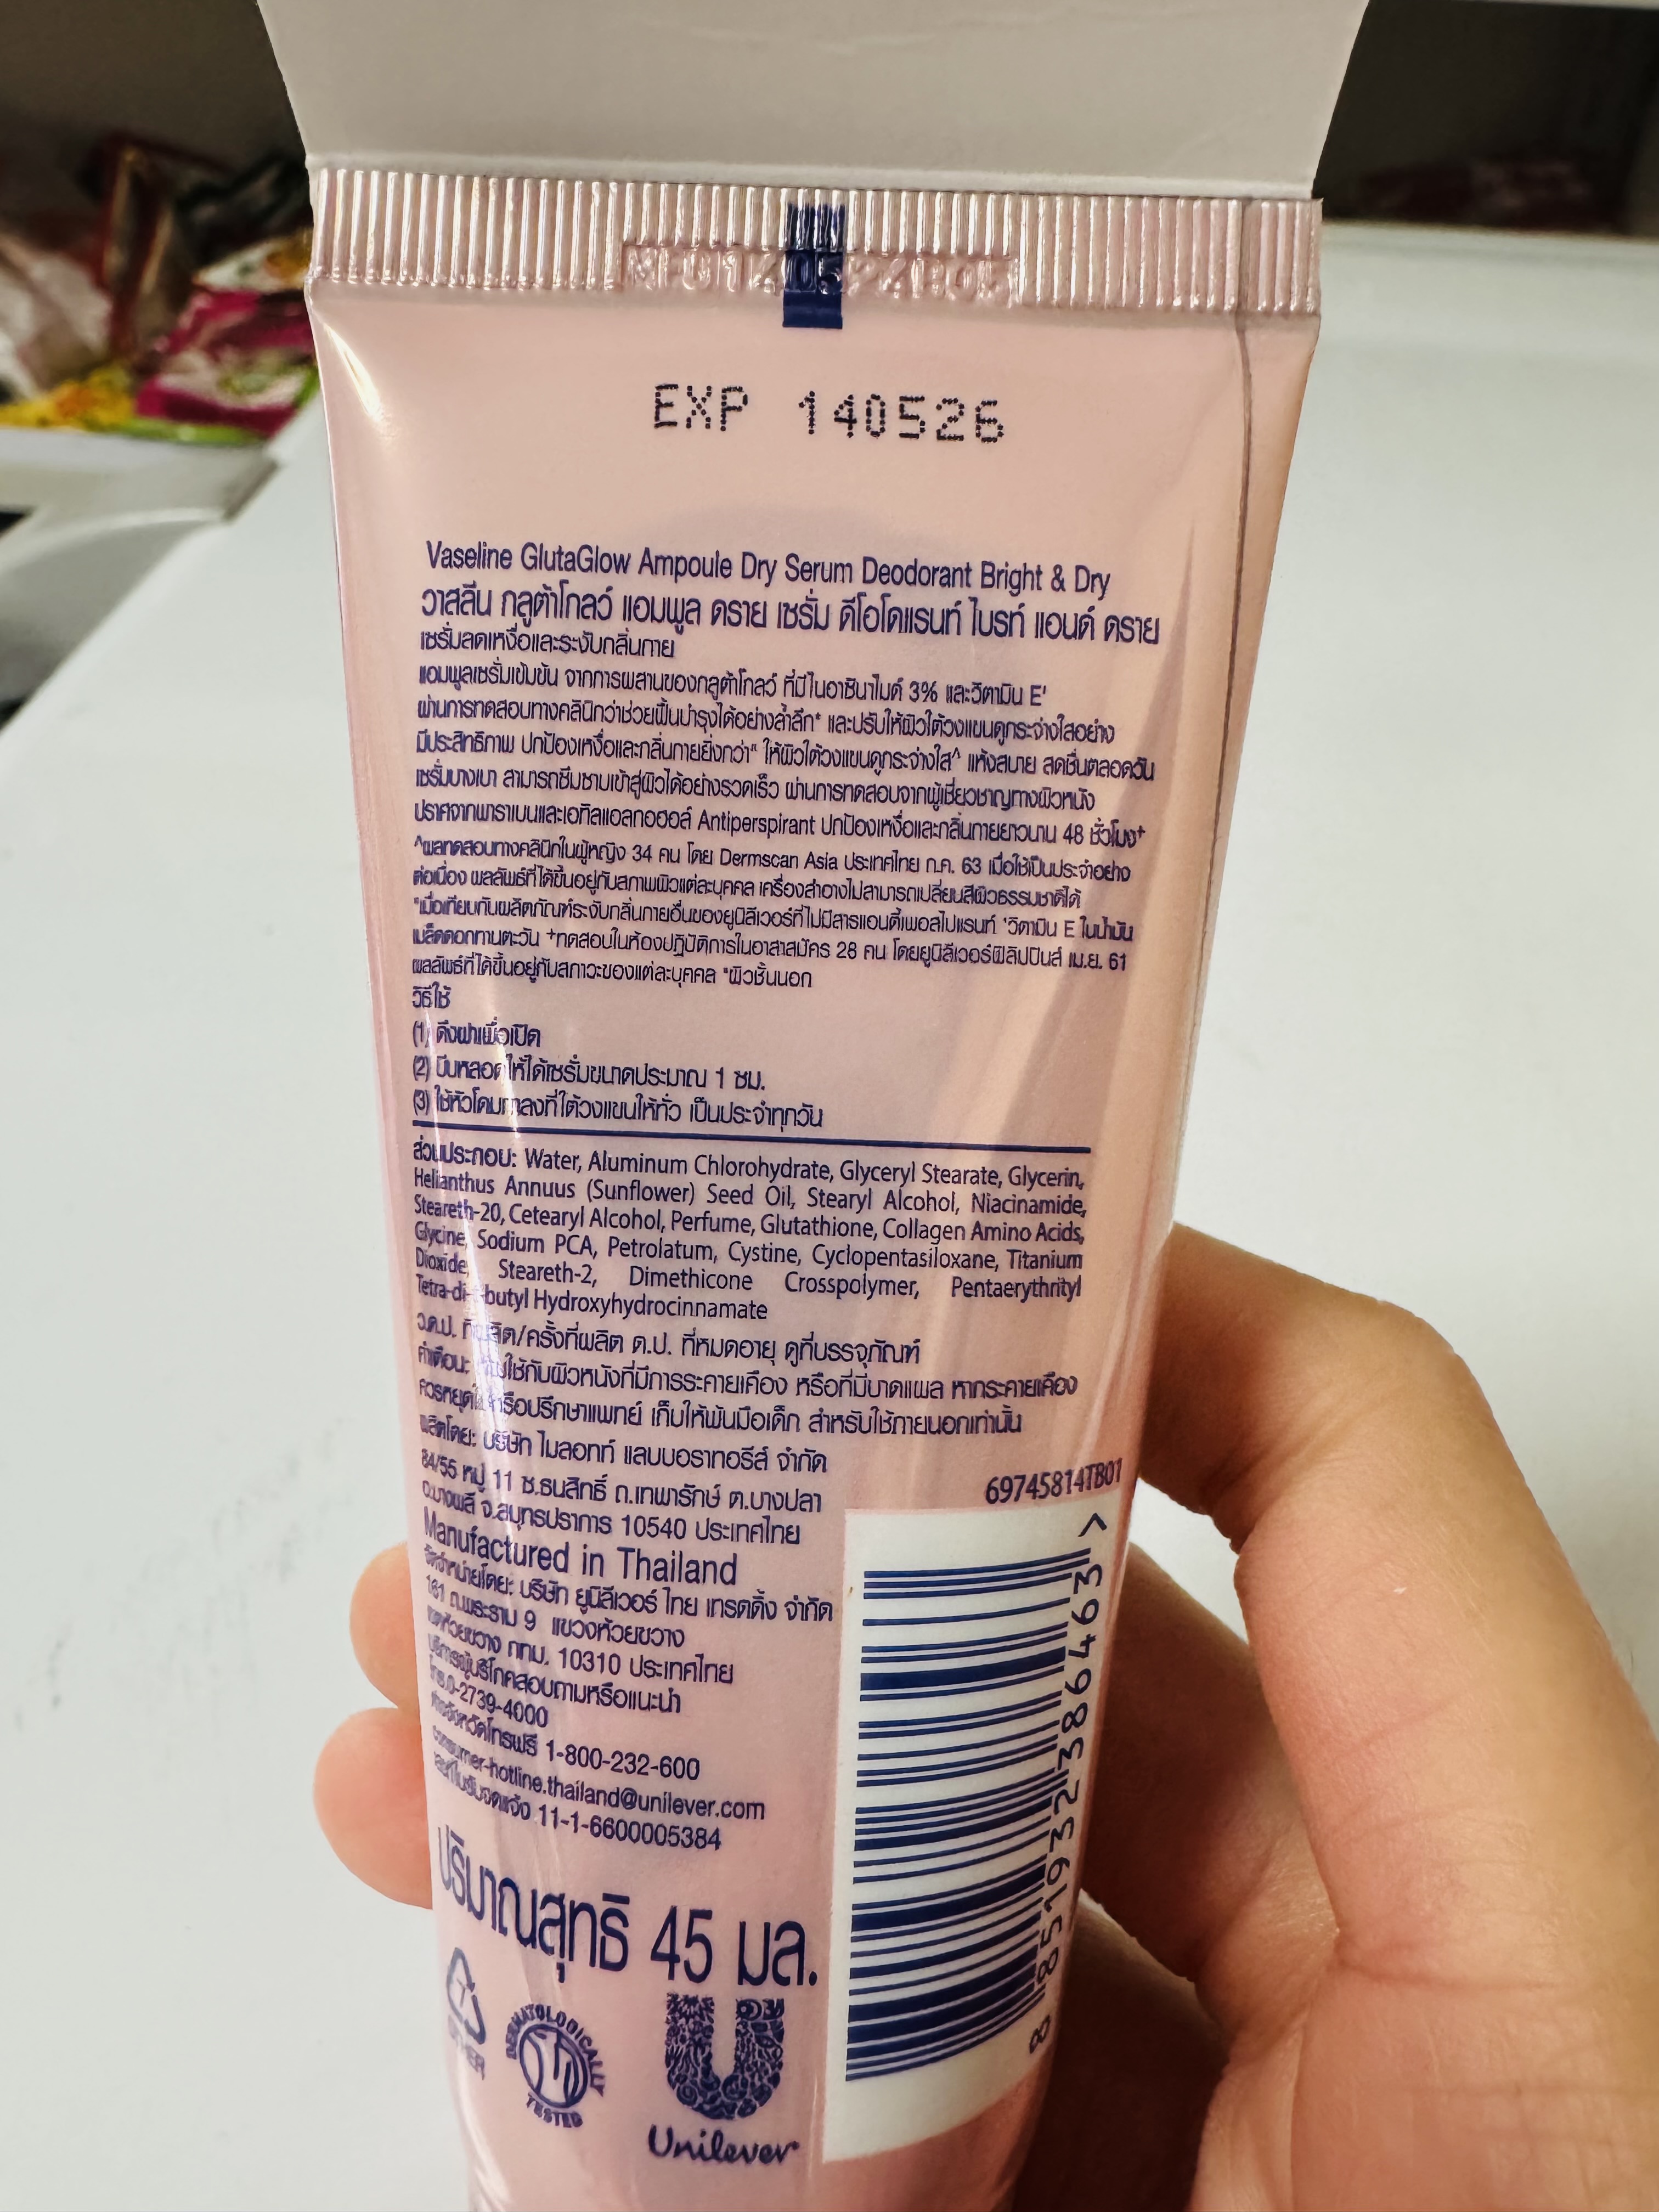 MFG140524B05
EXP 140526
Vaseline GlutaGlow Ampoule Dry Serum Deodorant Bright & Dry
วาสลีน กลูต้าโกลว์ แอมพูล ดราย เซรั่ม ดีโอโดแรนท์ ไบรท์ แอนด์ ดราย
เซรั่มลดเหงื่อและระงับกลิ่นกาย
แอมพูลเซรั่มเข้มข้น จากการผสานของกลูต้าโกลว์ ที่มีไนอาซินาไมด์ 3% และวิตามิน E'
ผ่านการทดสอบทางคลินิกว่าช่วยฟื้นบำรุงได้อย่างล้ำลึก* และปรับให้ผิวใต้วงแขนดูกระจ่างใสอย่าง
มีประสิทธิภาพ ปกป้องเหงื่อและกลิ่นกายยิ่งกว่า" ให้ผิวใต้วงแขนดูกระจ่างใส^ แห้งสบาย สดชื่นตลอดวัน
เซรั่มบางเบา สามารถซึมซาบเข้าสู่ผิวได้อย่างรวดเร็ว ผ่านการทดสอบจากผู้เชี่ยวชาญทางผิวหนัง
ปราศจากพาราเบนและเอทิลแอลกอฮอล์ Antiperspirant ปกป้องเหงื่อและกลิ่นกายยาวนาน 48 ชั่วโมง+
^ผลทดสอบทางคลินิกในผู้หญิง 34 คน โดย Dermscan Asia ประเทศไทย ก.ค. 63 เมื่อใช้เป็นประจำอย่าง
ต่อเนื่อง ผลลัพธ์ที่ได้ขึ้นอยู่กับสภาพผิวแต่ละบุคคล เครื่องสำอางไม่สามารถเปลี่ยนสีผิวธรรมชาติได้
"เมื่อเทียบกับผลิตภัณฑ์ระงับกลิ่นกายอื่นของยูนิลีเวอร์ที่ไม่มีสารแอนตี้เพอสไปแรนท์ 'วิตามิน E ในน้ำมัน
เมล็ดดอกทานตะวัน +ทดสอบในห้องปฏิบัติการในอาสาสมัคร 28 คน โดยยูนิลีเวอร์ฟิลิปปินส์ เม.ย. 61
ผลลัพธ์ที่ได้ขึ้นอยู่กับสภาวะของแต่ละบุคคล *ผิวชั้นนอก
วิธีใช้
(1) ดึงฝาเพื่อเปิด
(2) บีบหลอดให้ได้เซรั่มขนาดประมาณ 1 ซม.
(3) ใช้หัวโดมทาลงที่ใต้วงแขนให้ทั่ว เป็นประจำทุกวัน
ส่วนประกอบ: Water, Aluminum Chlorohydrate, Glyceryl Stearate, Glycerin,
Helianthus Annuus (Sunflower) Seed Oil, Stearyl Alcohol, Niacinamide,
Steareth-20, Cetearyl Alcohol, Perfume, Glutathione, Collagen Amino Acids,
Glycine, Sodium PCA, Petrolatum, Cystine, Cyclopentasiloxane, Titanium
Dioxide, Steareth-2, Dimethicone Crosspolymer, Pentaerythrityl
Tetra-di-t-butyl Hydroxyhydrocinnamate
ว.ด.ป. ที่ผลิต/ครั้งที่ผลิต ด.ป. ที่หมดอายุ ดูที่บรรจุภัณฑ์
คำเตือน: ห้ามใช้กับผิวหนังที่มีการระคายเคือง หรือที่มีบาดแผล หากระคายเคือง
ควรหยุดใช้หรือปรึกษาแพทย์ เก็บให้พ้นมือเด็ก สำหรับใช้ภายนอกเท่านั้น
ผลิตโดย: บริษัท ไมลอทท์ แลบบอราทอรีส์ จำกัด
84/55 หมู่ 11 ซ.ธนสิทธิ์ ถ.เทพารักษ์ ต.บางปลา
อ.บางพลี จ.สมุทรปราการ 10540 ประเทศไทย
Manufactured in Thailand
จัดจำหน่ายโดย: บริษัท ยูนิลีเวอร์ ไทย เทรดดิ้ง จำกัด
161 ถ.พระราม 9 แขวงห้วยขวาง
เขตห้วยขวาง กทม. 10310 ประเทศไทย
บริการผู้บริโภคสอบถามหรือแนะนำ
โทร.0-2739-4000
ต่างจังหวัดโทรฟรี 1-800-232-600
consumer-hotline.thailand@unilever.com
เลขที่ใบรับจดแจ้ง 11-1-6600005384
ปริมาณสุทธิ 45 มล.
69745814TB01
8 851932386463 >
OTHER
DERMATOLOGICALLY TESTED
Unilever